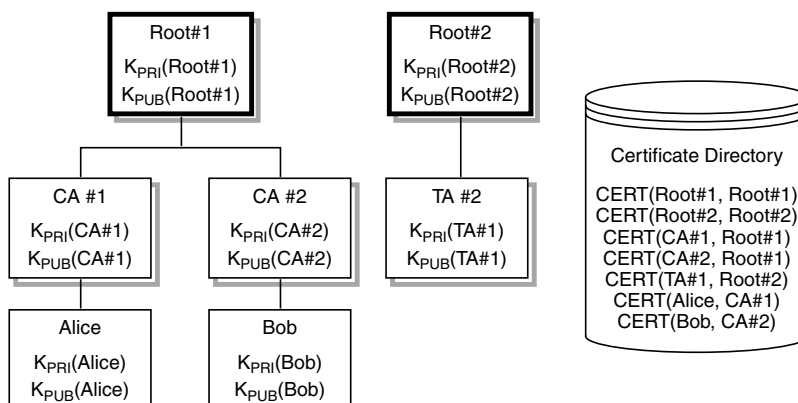 Root#1
KPRI(Root#1)
KPUB(Root#1)
Root#2
KPRI(Root#2)
KPUB(Root#2)
CA #1
KPRI(CA#1)
KPUB(CA#1)
CA #2
KPRI(CA#2)
KPUB(CA#2)
TA #2
KPRI(TA#1)
KPUB(TA#1)
Alice
KPRI(Alice)
KPUB(Alice)
Bob
KPRI(Bob)
KPUB(Bob)
Certificate Directory
CERT(Root#1, Root#1)
CERT(Root#2, Root#2)
CERT(CA#1, Root#1)
CERT(CA#2, Root#1)
CERT(TA#1, Root#2)
CERT(Alice, CA#1)
CERT(Bob, CA#2)